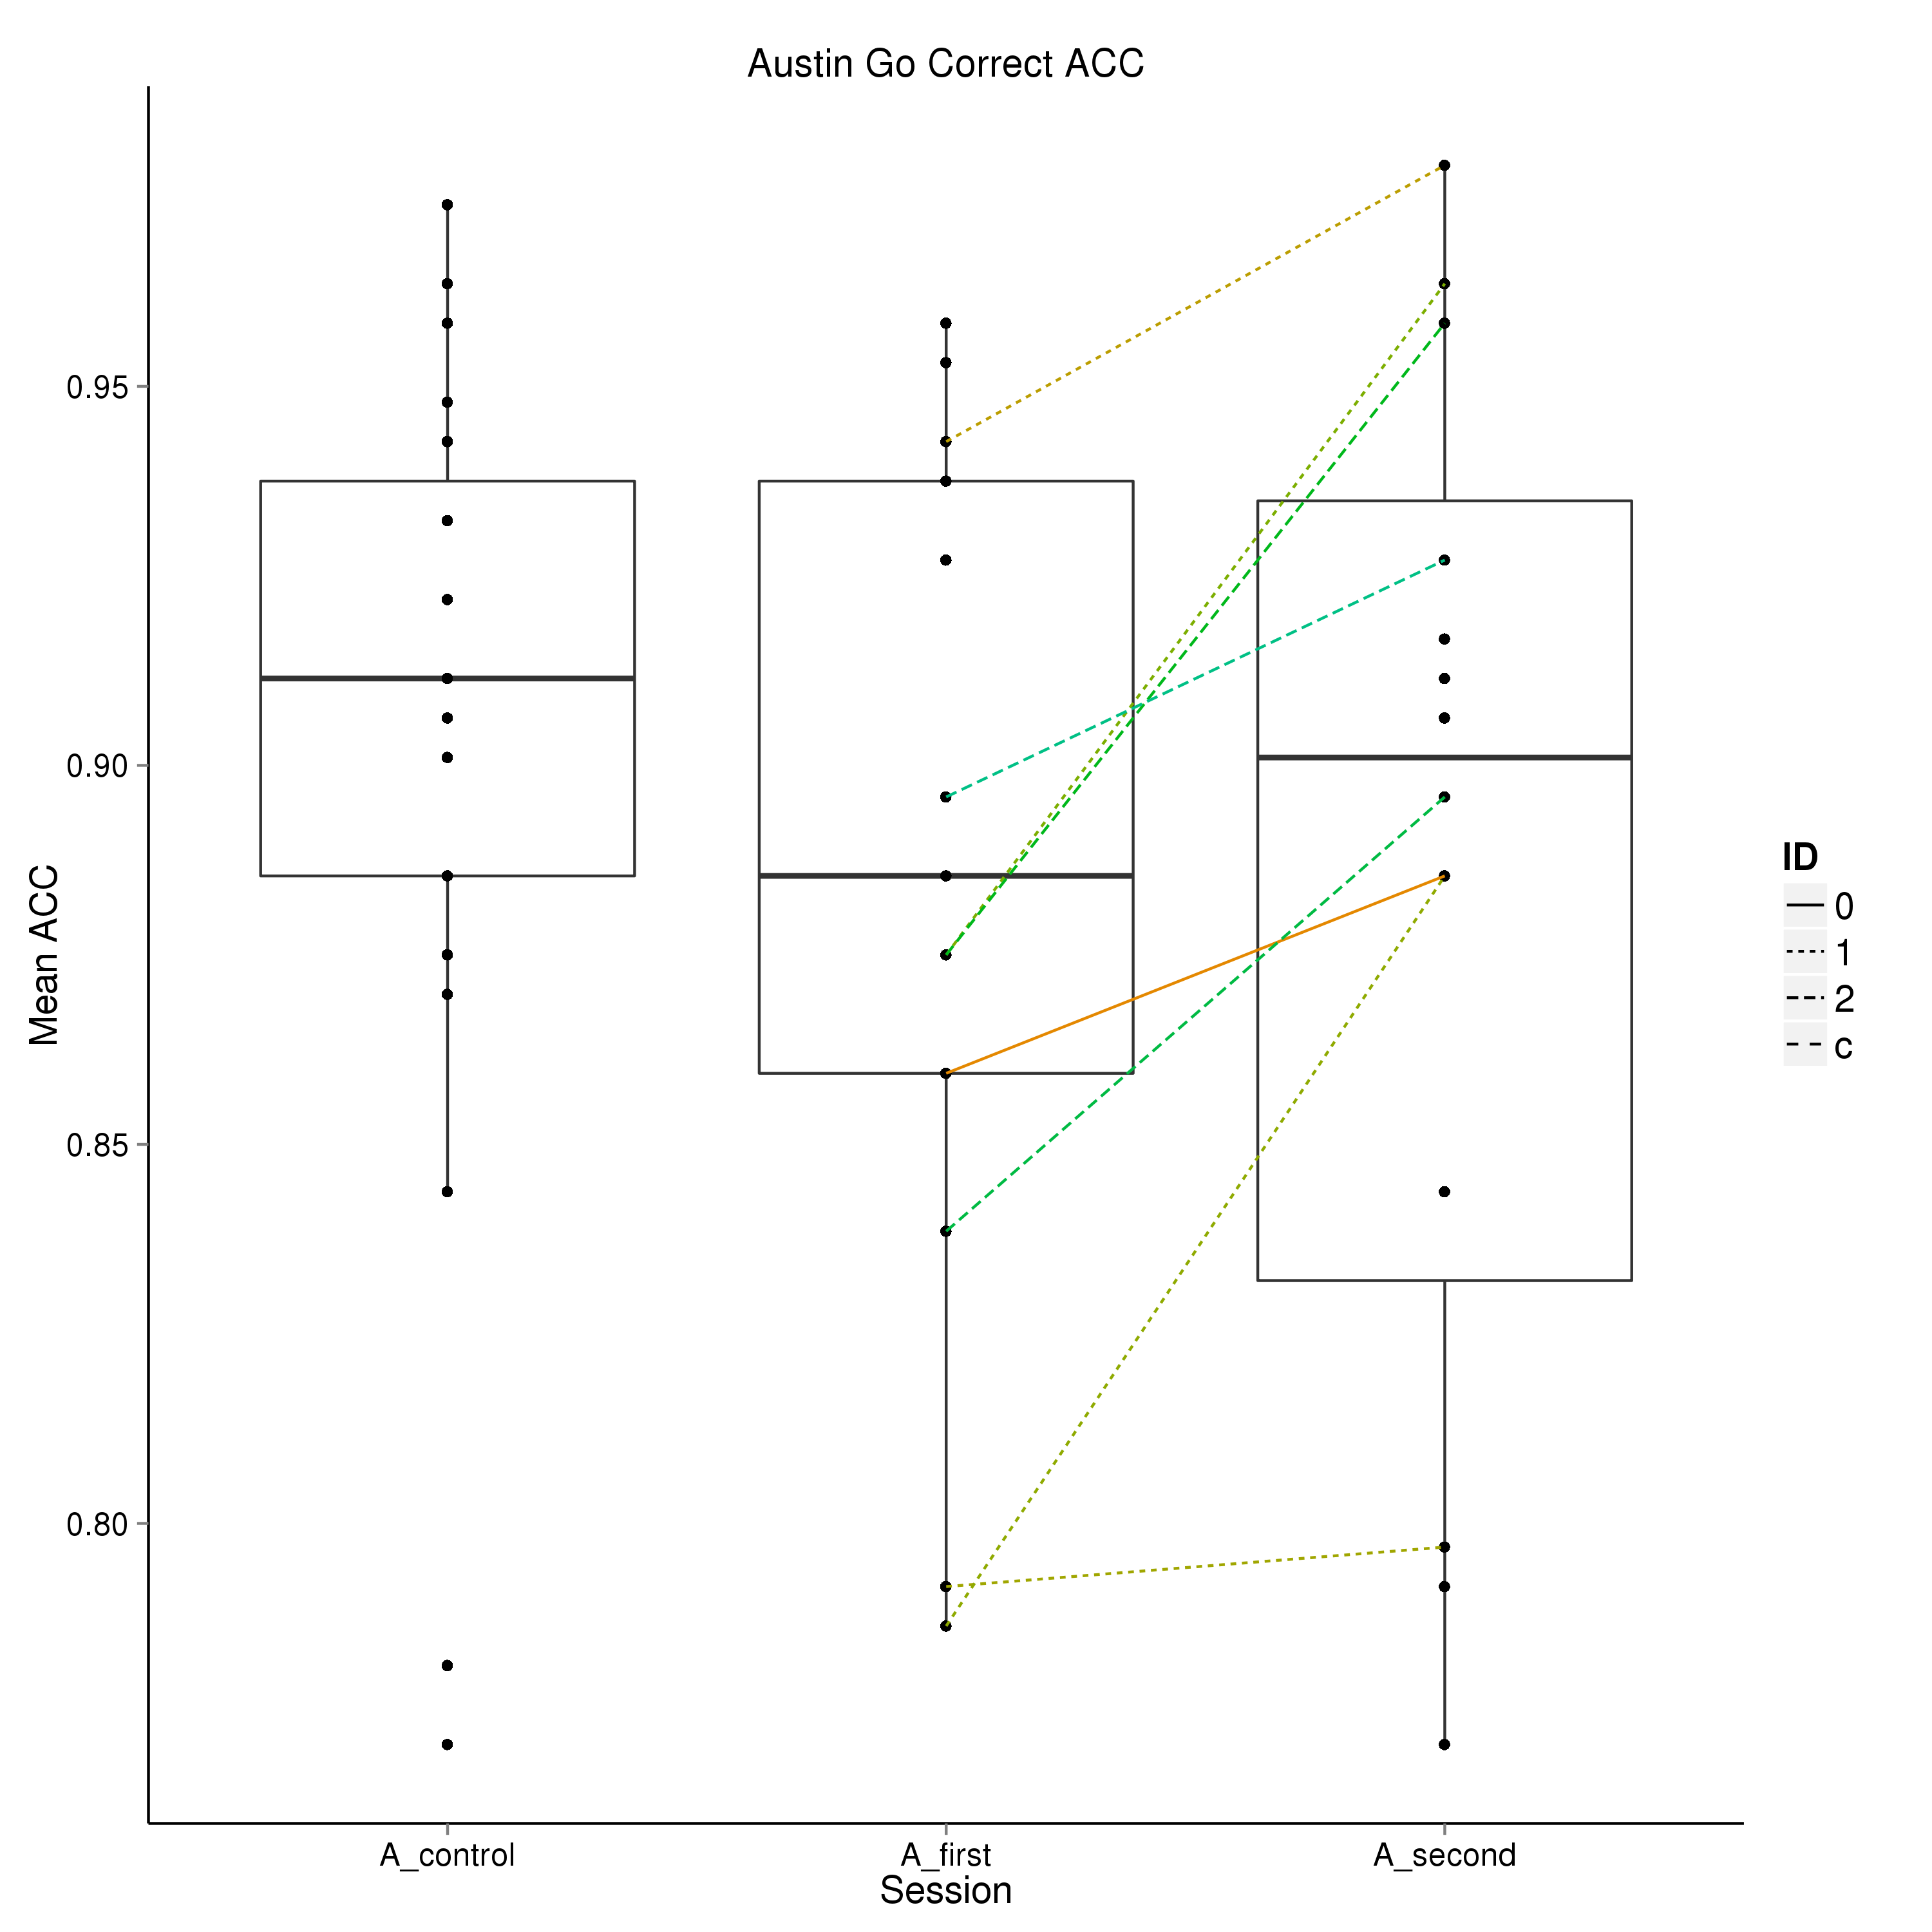 Austin Go Correct ACC
Mean ACC
0.95
0.90
0.85
0.80
A_control
A_first
A_second
Session
ID
0
1
2
c